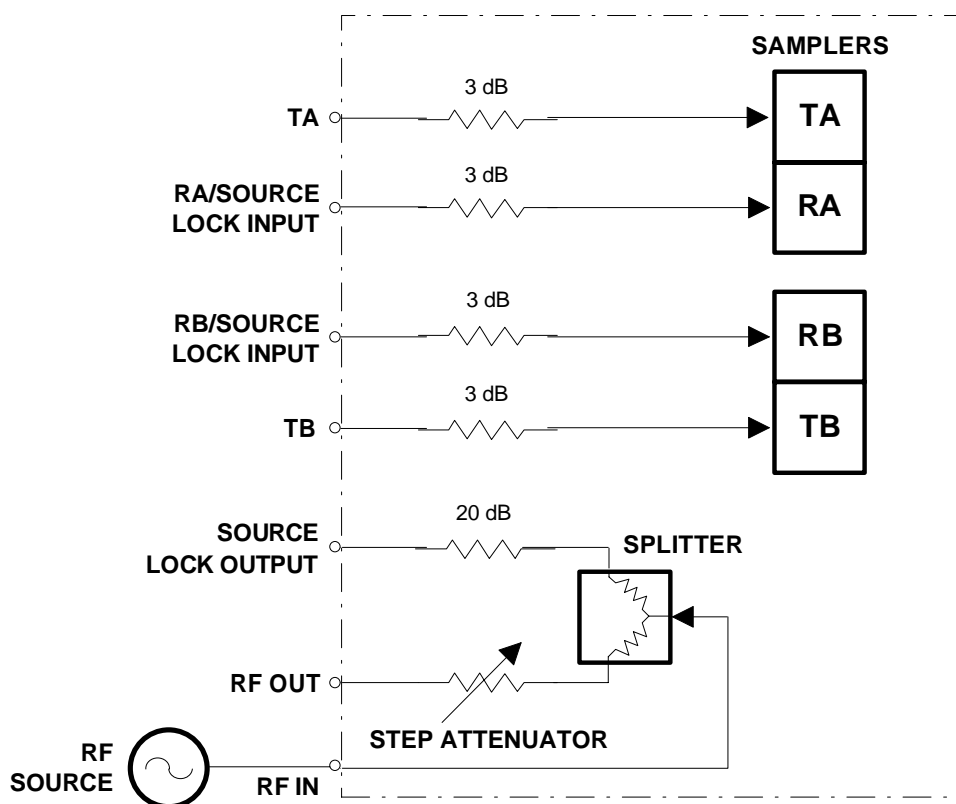 SAMPLERS
3 dB
TA
TA
3 dB
RA/SOURCE
LOCK INPUT
RA
3 dB
RB/SOURCE
LOCK INPUT
RB
3 dB
TB
TB
20 dB
SOURCE
LOCK OUTPUT
SPLITTER
RF OUT
STEP ATTENUATOR
RF
SOURCE
RF IN